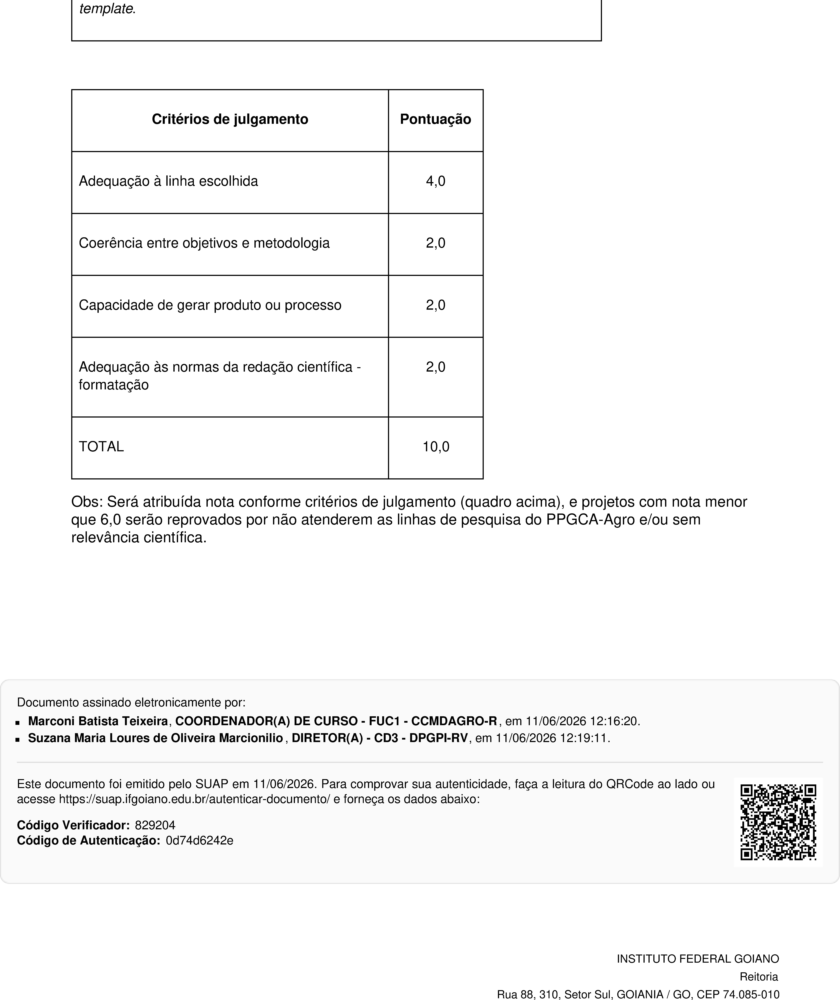 template.
Critérios de julgamento
Pontuação
Adequação à linha escolhida
4,0
Coerência entre objetivos e metodologia
2,0
Capacidade de gerar produto ou processo
2,0
Adequação às normas da redação científica -
formatação
2,0
TOTAL
10,0
Obs: Será atribuída nota conforme critérios de julgamento (quadro acima), e projetos com nota menor
que 6,0 serão reprovados por não atenderem as linhas de pesquisa do PPGCA-Agro e/ou sem
relevância científica.
Documento assinado eletronicamente por:
▪ Marconi Batista Teixeira, COORDENADOR(A) DE CURSO - FUC1 - CCMDAGRO-R, em 11/06/2026 12:16:20.
▪ Suzana Maria Loures de Oliveira Marcionilio, DIRETOR(A) - CD3 - DPGPI-RV, em 11/06/2026 12:19:11.
Este documento foi emitido pelo SUAP em 11/06/2026. Para comprovar sua autenticidade, faça a leitura do QRCode ao lado ou
acesse https://suap.ifgoiano.edu.br/autenticar-documento/ e forneça os dados abaixo:
Código Verificador: 829204
Código de Autenticação: 0d74d6242e
INSTITUTO FEDERAL GOIANO
Reitoria
Rua 88, 310, Setor Sul, GOIANIA / GO, CEP 74.085-010